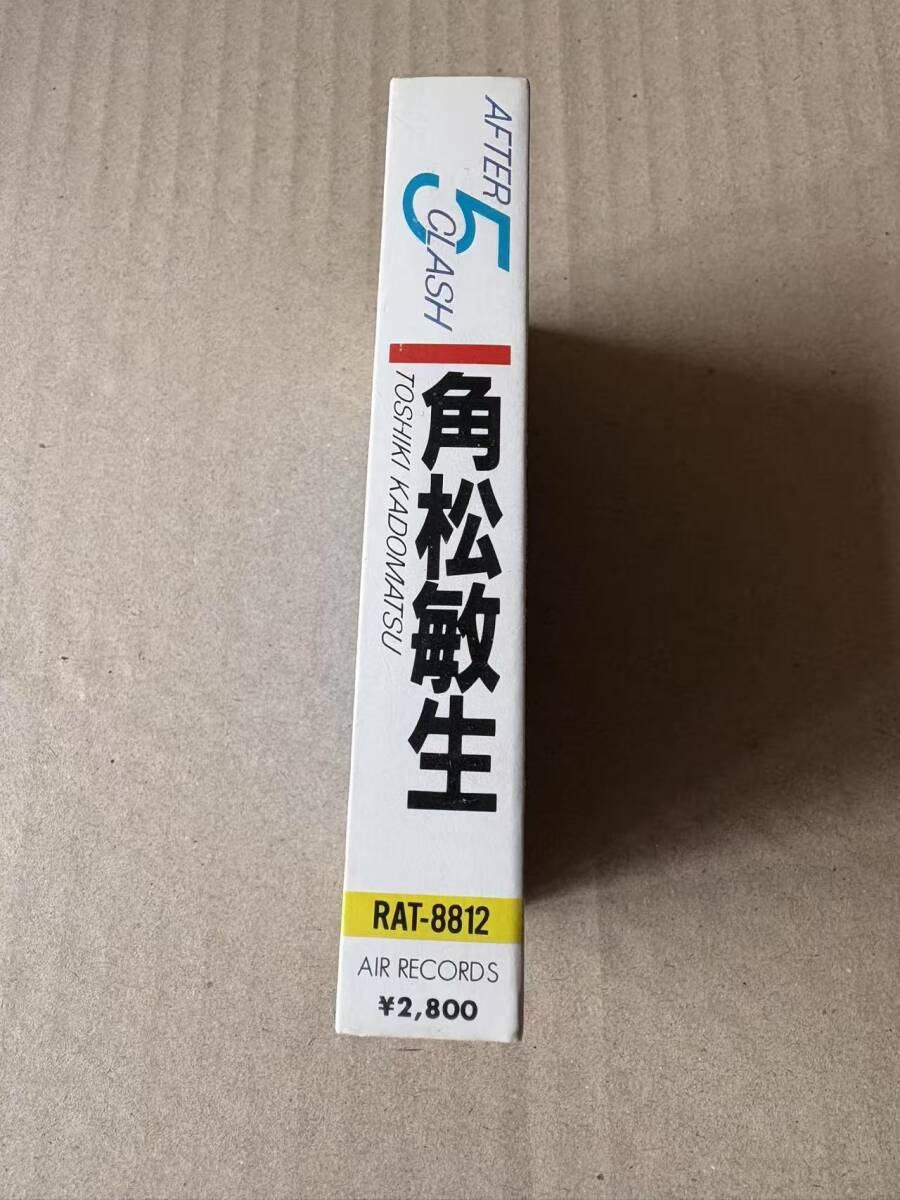 AFTER
5
CLASH
角松敏生
TOSHIKI KADOMATSU
RAT-8812
AIR RECORDS
¥2,800